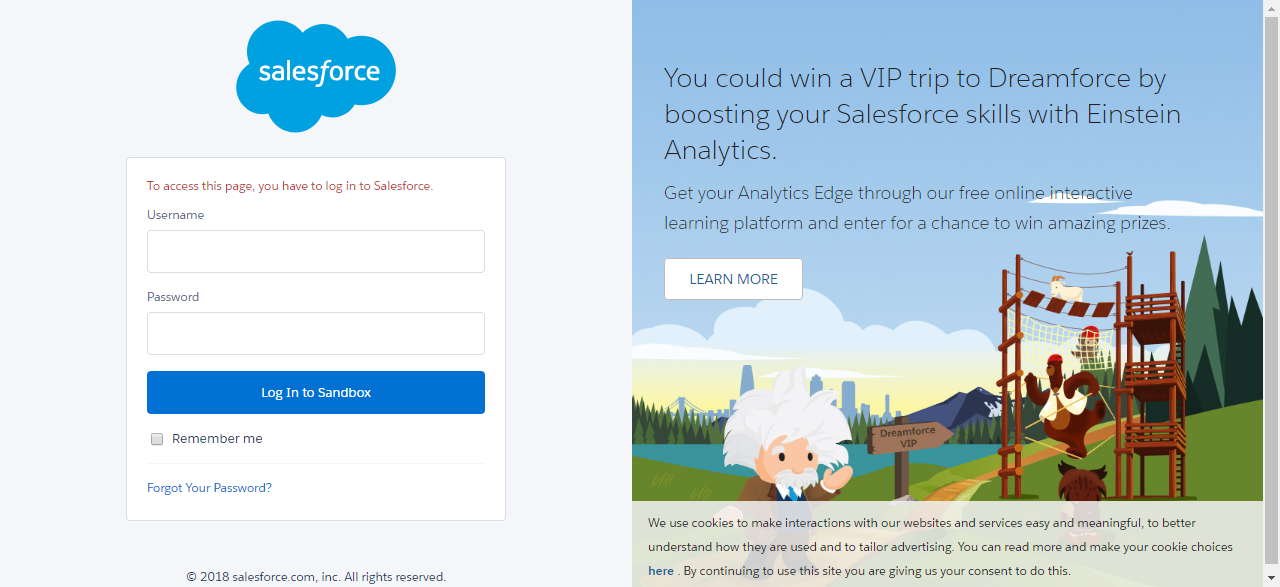 salesforce
To access this page, you have to log in to Salesforce.
Username
Password
Log In to Sandbox
Remember me
Forgot Your Password?
© 2018 salesforce.com, inc. All rights reserved.
You could win a VIP trip to Dreamforce by
boosting your Salesforce skills with Einstein
Analytics.
Get your Analytics Edge through our free online interactive
learning platform and enter for a chance to win amazing prizes.
LEARN MORE
Dreamforce
VIP
We use cookies to make interactions with our websites and services easy and meaningful, to better
understand how they are used and to tailor advertising. You can read more and make your cookie choices
here . By continuing to use this site you are giving us your consent to do this.